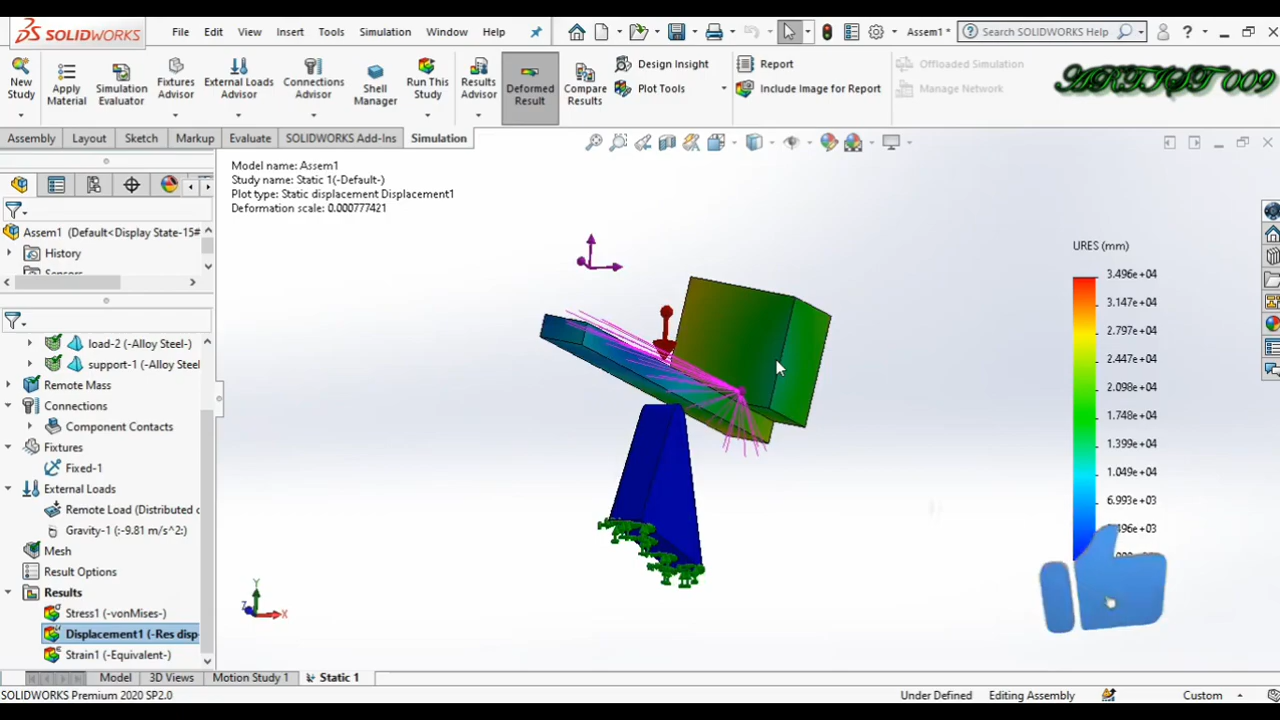 SOLIDWORKS
File Edit View Insert Tools Simulation Window Help
Assem1 *
Search SOLIDWORKS Help
New Study
Apply Material
Simulation Evaluator
Fixtures Advisor
External Loads Advisor
Connections Advisor
Shell Manager
Run This Study
Results Advisor
Deformed Result
Compare Results
Design Insight
Plot Tools
Report
Include Image for Report
Offloaded Simulation
Manage Network
ARTIST 009
Assembly Layout Sketch Markup Evaluate SOLIDWORKS Add-Ins Simulation
Model name: Assem1
Study name: Static 1(-Default-)
Plot type: Static displacement Displacement1
Deformation scale: 0.000777421
Assem1 (Default<Display State-15#
History
Sensors
load-2 (-Alloy Steel-)
support-1 (-Alloy Steel
Remote Mass
Connections
Component Contacts
Fixtures
Fixed-1
External Loads
Remote Load (Distributed c
Gravity-1 (:-9.81 m/s^2:)
Mesh
Result Options
Results
Stress1 (-vonMises-)
Displacement1 (-Res disp
Strain1 (-Equivalent-)
URES (mm)
3.496e+04
3.147e+04
2.797e+04
2.447e+04
2.098e+04
1.748e+04
1.399e+04
1.049e+04
6.993e+03
496e+03
Y
Z
X
Model 3D Views Motion Study 1 Static 1
SOLIDWORKS Premium 2020 SP2.0
Under Defined Editing Assembly Custom